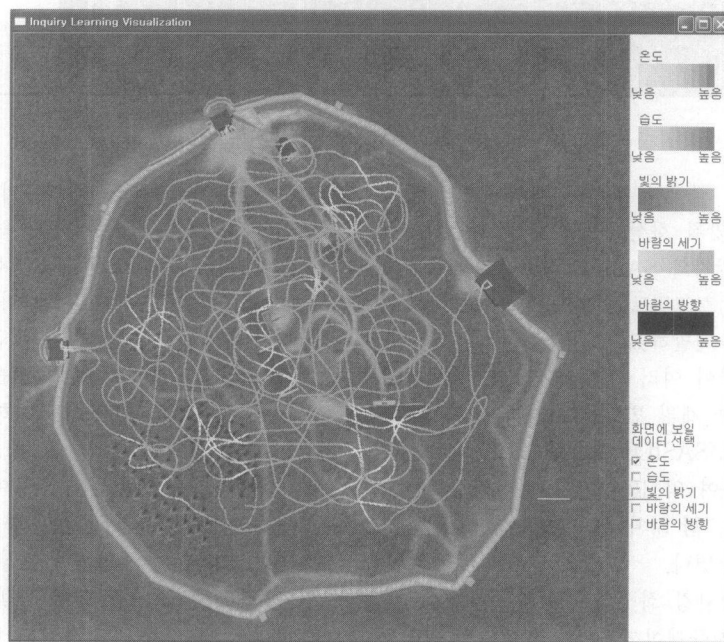 Inquiry Learning Visualization
온도
낮음 높음
습도
낮음 높음
빛의 밝기
낮음 높음
바람의 세기
낮음 높음
바람의 방향
낮음 높음
화면에 보일
데이터 선택
온도
습도
빛의 밝기
바람의 세기
바람의 방향